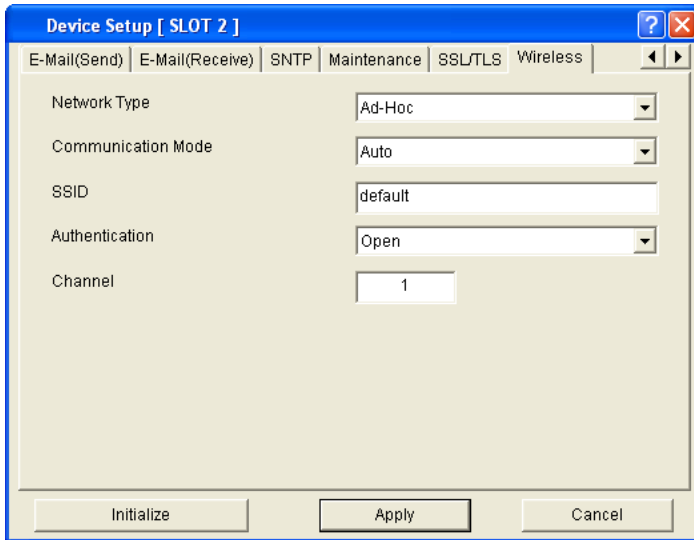 Device Setup [ SLOT 2 ]
E-Mail(Send) E-Mail(Receive) SNTP Maintenance SSL/TLS Wireless
Network Type Ad-Hoc
Communication Mode Auto
SSID default
Authentication Open
Channel 1
Initialize Apply Cancel